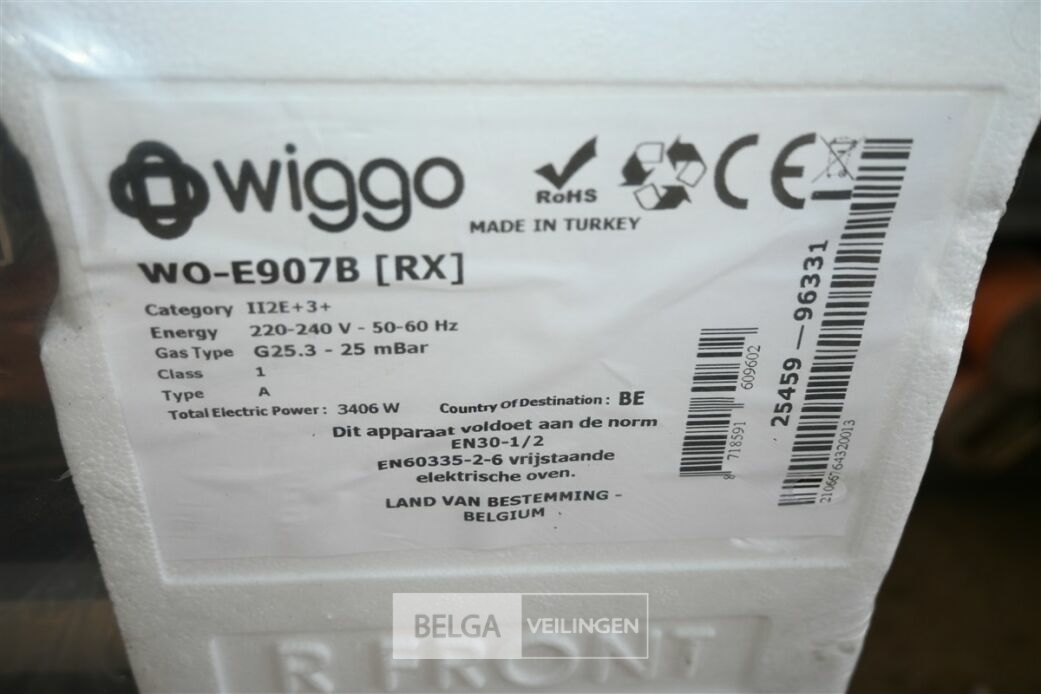 wiggo
RoHS
CE
MADE IN TURKEY
WO-E907B [RX]
Category II2E+3+
Energy 220-240 V - 50-60 Hz
Gas Type G25.3 - 25 mBar
Class 1
Type A
Total Electric Power: 3406 W
Country of Destination: BE
Dit apparaat voldoet aan de norm
EN30-1/2
EN60335-2-6 vrijstaande
elektrische oven.
LAND VAN BESTEMMING -
BELGIUM
8 718591 609602
25459-96331
21066764320013
BELGA VEILINGEN
R FRONT